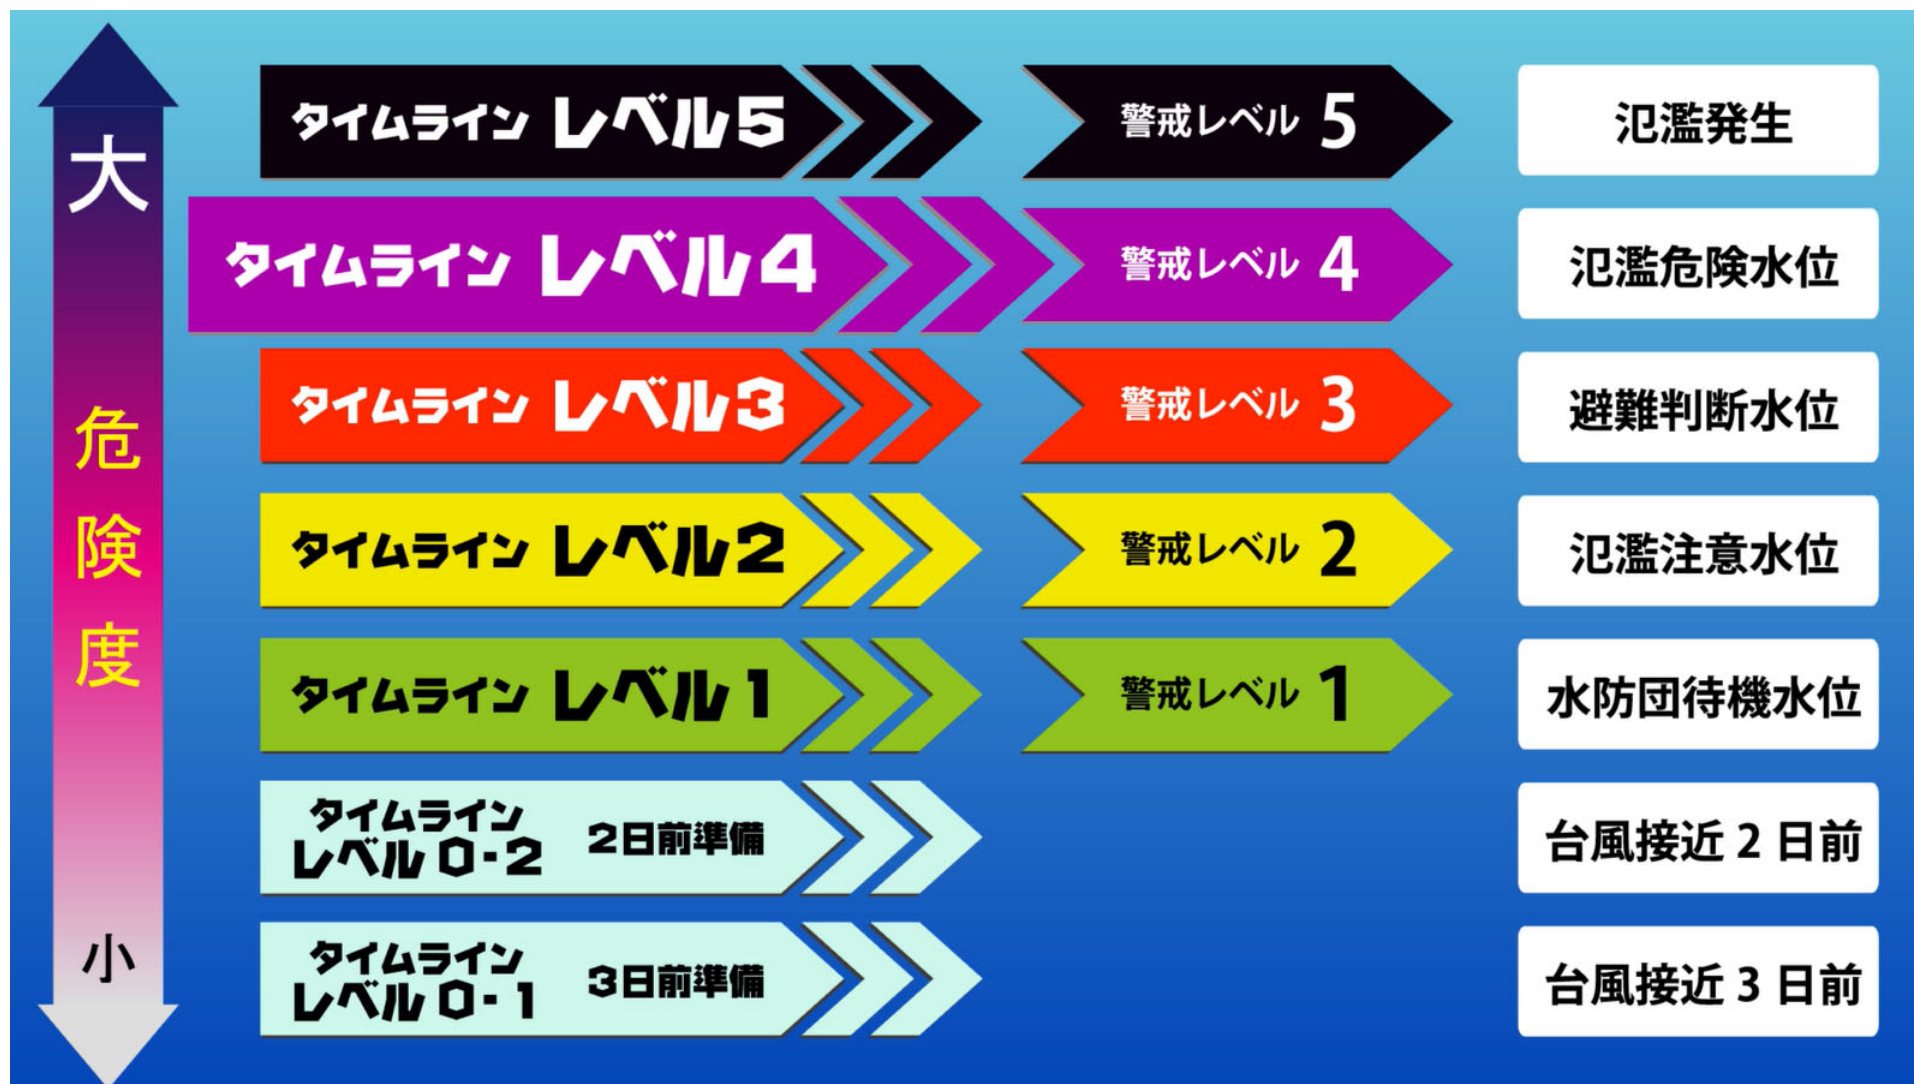 大
危険度
小
タイムライン レベル5
警戒レベル 5
氾濫発生
タイムライン レベル4
警戒レベル 4
氾濫危険水位
タイムライン レベル3
警戒レベル 3
避難判断水位
タイムライン レベル2
警戒レベル 2
氾濫注意水位
タイムライン レベル1
警戒レベル 1
水防団待機水位
タイムライン
レベル0-2
2日前準備
台風接近 2 日前
タイムライン
レベル0-1
3日前準備
台風接近 3 日前